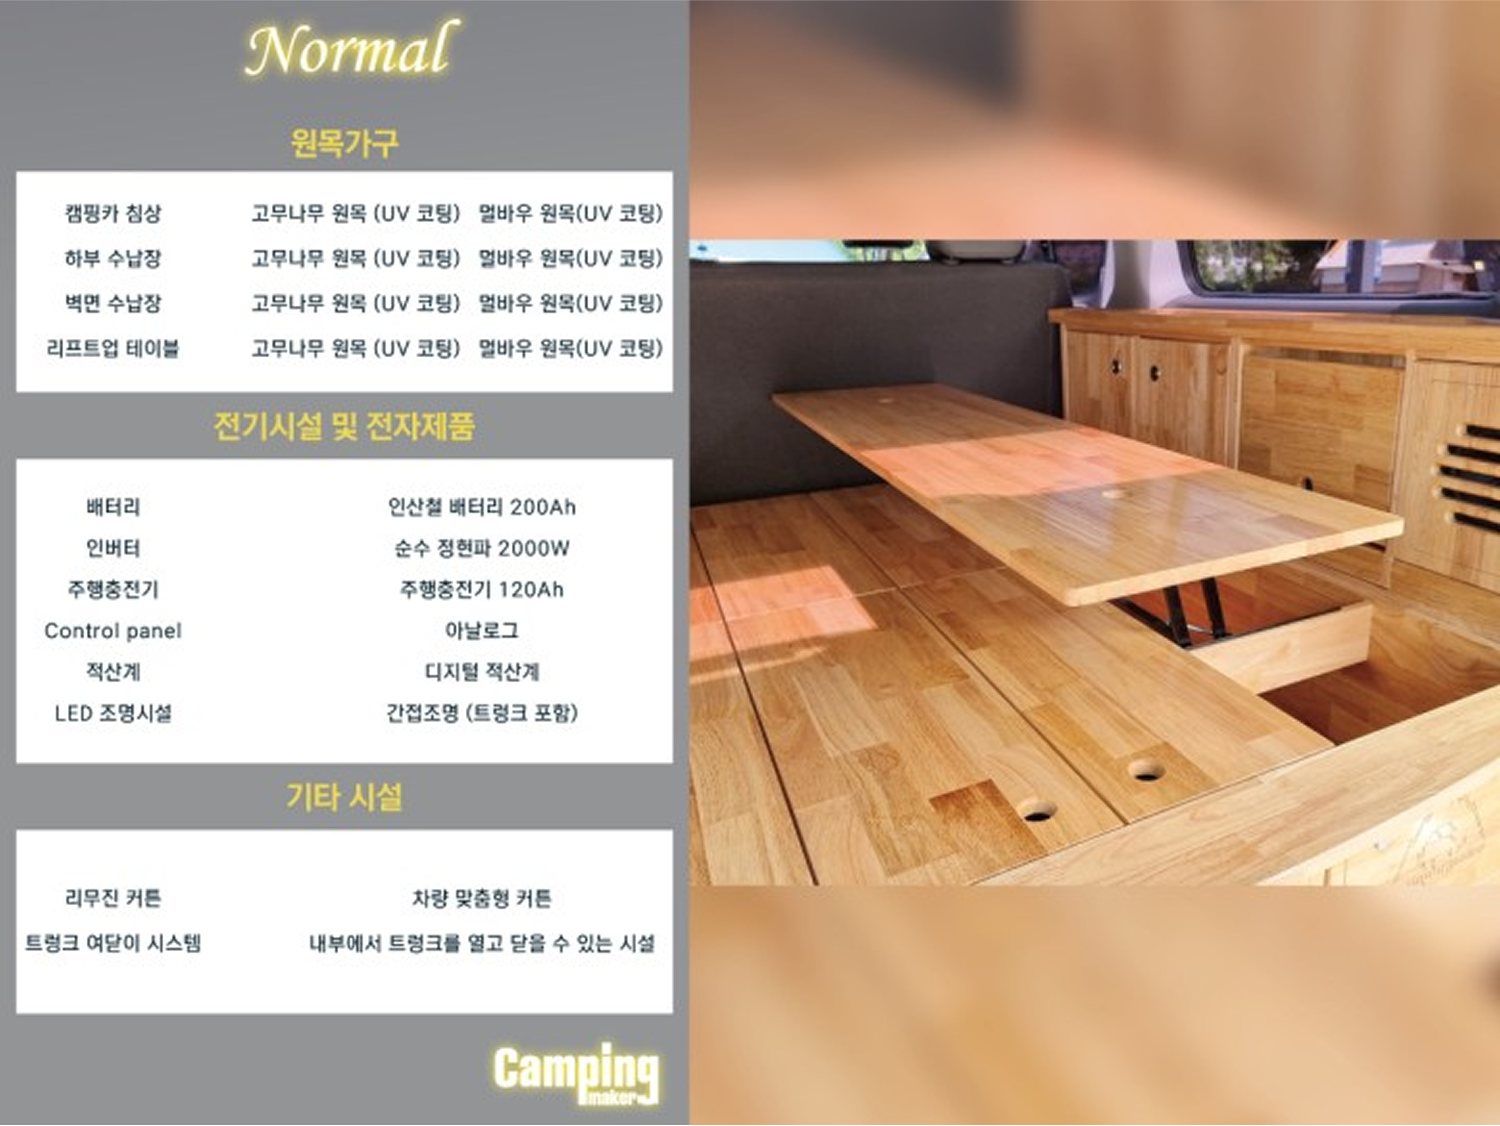 Normal
원목가구
캠핑카 침상 고무나무 원목 (UV 코팅) 멀바우 원목(UV 코팅)
하부 수납장 고무나무 원목 (UV 코팅) 멀바우 원목(UV 코팅)
벽면 수납장 고무나무 원목 (UV 코팅) 멀바우 원목(UV 코팅)
리프트업 테이블 고무나무 원목 (UV 코팅) 멀바우 원목(UV 코팅)
전기시설 및 전자제품
배터리 인산철 배터리 200Ah
인버터 순수 정현파 2000W
주행충전기 주행충전기 120Ah
Control panel 아날로그
적산계 디지털 적산계
LED 조명시설 간접조명 (트렁크 포함)
기타 시설
리무진 커튼 차량 맞춤형 커튼
트렁크 여닫이 시스템 내부에서 트렁크를 열고 닫을 수 있는 시설
Camping
maker